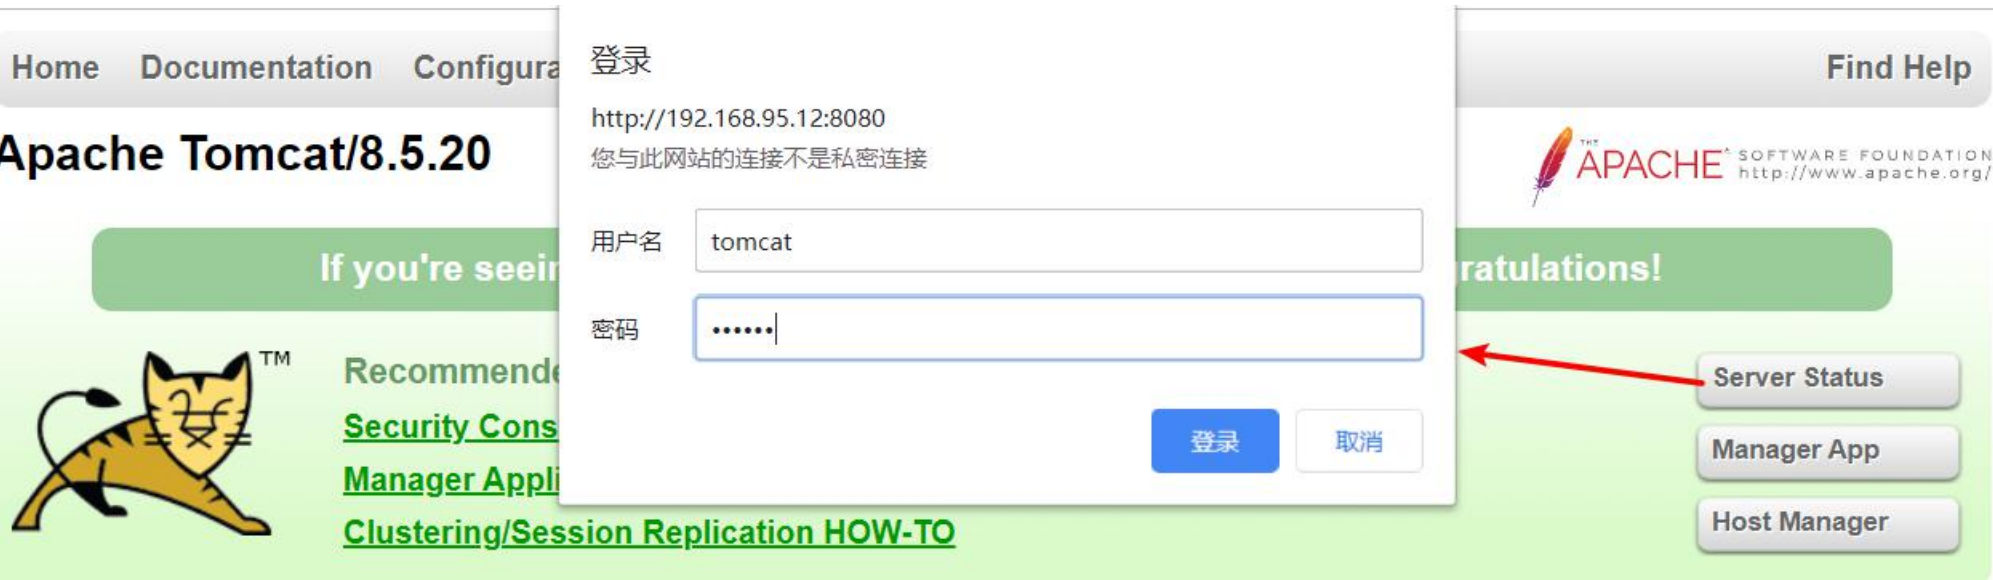 Home Documentation Configura Find Help
Apache Tomcat/8.5.20
THE
APACHE SOFTWARE FOUNDATION
http://www.apache.org/
登录
http://192.168.95.12:8080
您与此网站的连接不是私密连接
用户名 tomcat
密码 ••••••
登录 取消
If you're seein
ratulations!
TM
Recommende
Security Cons
Manager Appli
Clustering/Session Replication HOW-TO
Server Status
Manager App
Host Manager